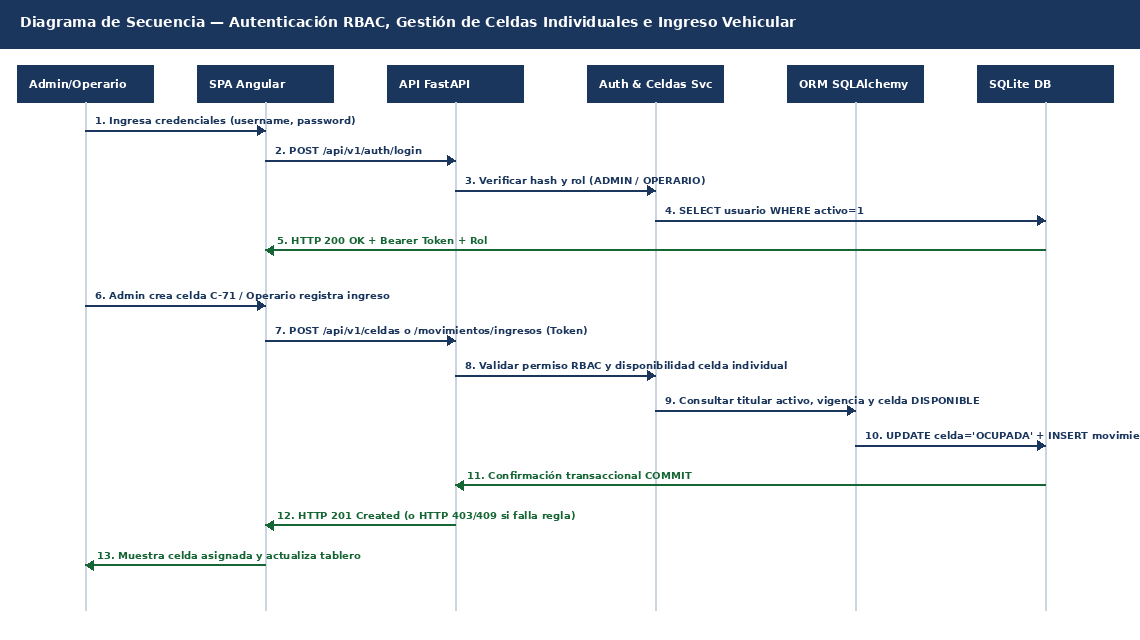 Diagrama de Secuencia — Autenticación RBAC, Gestión de Celdas Individuales e Ingreso Vehicular
Admin/Operario
SPA Angular
API FastAPI
Auth & Celdas Svc
ORM SQLAlchemy
SQLite DB
1. Ingresa credenciales (username, password)
2. POST /api/v1/auth/login
3. Verificar hash y rol (ADMIN / OPERARIO)
4. SELECT usuario WHERE activo=1
5. HTTP 200 OK + Bearer Token + Rol
6. Admin crea celda C-71 / Operario registra ingreso
7. POST /api/v1/celdas o /movimientos/ingresos (Token)
8. Validar permiso RBAC y disponibilidad celda individual
9. Consultar titular activo, vigencia y celda DISPONIBLE
10. UPDATE celda='OCUPADA' + INSERT movimie
11. Confirmación transaccional COMMIT
12. HTTP 201 Created (o HTTP 403/409 si falla regla)
13. Muestra celda asignada y actualiza tablero